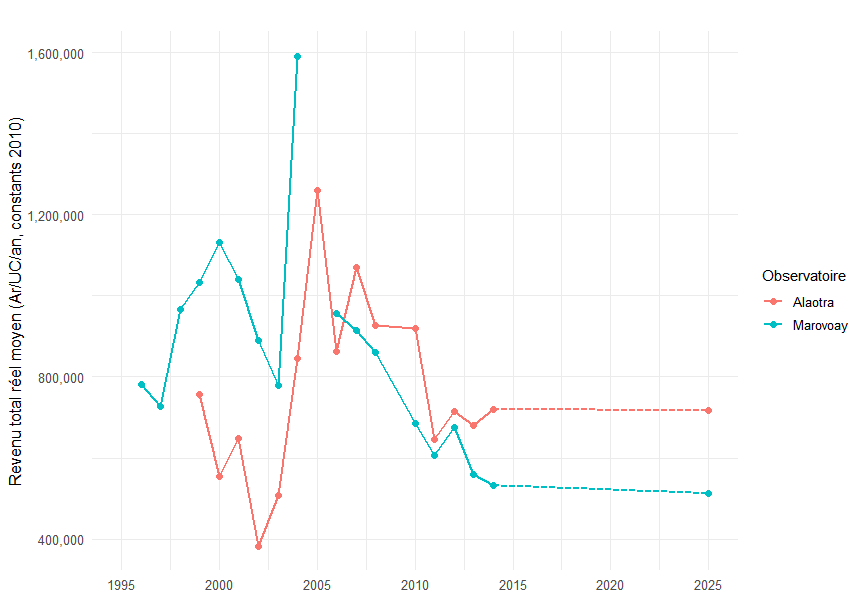 Revenu total réel moyen (Ar/UC/an, constants 2010)
1,600,000
1,200,000
800,000
400,000
1995 2000 2005 2010 2015 2020 2025
Observatoire
Alaotra
Marovoay